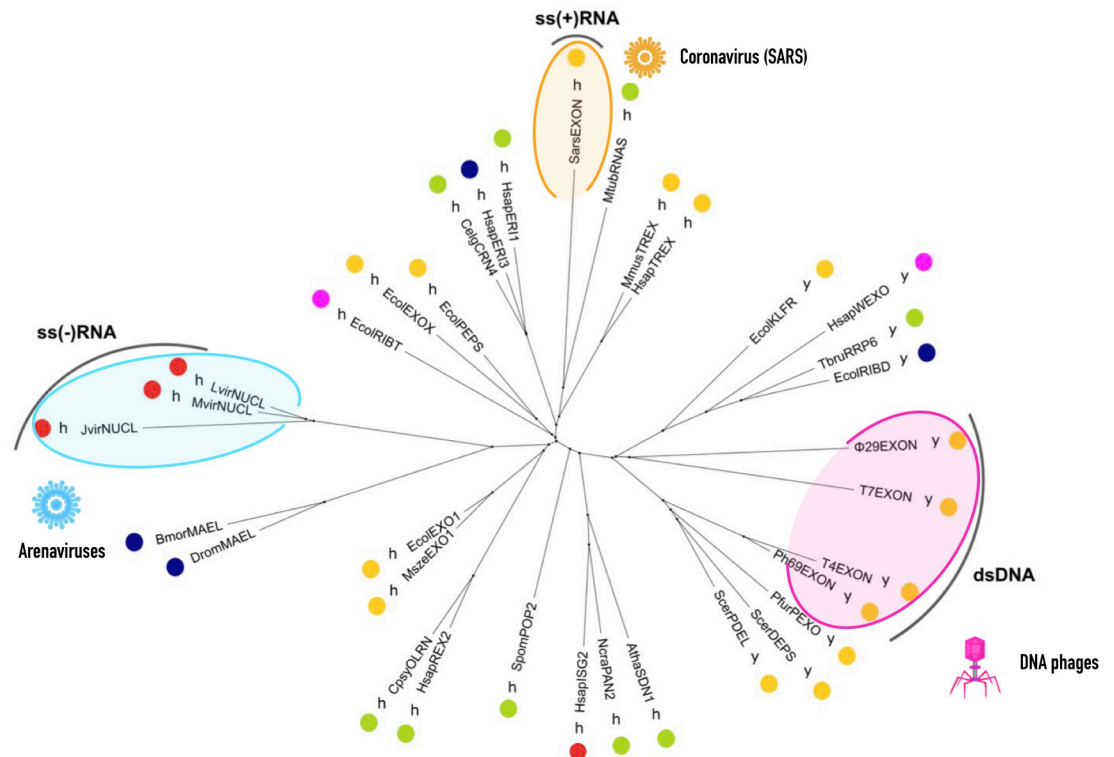 ss(+)RNA
Coronavirus (SARS)
h
SarsEXON
h
MtubRNAS
h
HsapERI1
h
HsapERI3
h
CelgCRN4
h
MmusTREX
h
HsapTREX
h
EcolEXOX
h
EcolPEPS
h
EcolRIBT
EcolKLFR
y
HsapWEXO
y
TbruRRP6
y
EcolRIBD
y
ss(-)RNA
h
LvirNUCL
h
MvirNUCL
h
JvirNUCL
Arenaviruses
BmorMAEL
DromMAEL
Φ29EXON
y
T7EXON
y
T4EXON
y
Ph69EXON
y
dsDNA
DNA phages
PfurPEXO
y
ScerDEPS
y
ScerPDEL
y
h
EcolEXO1
h
MszeEXO1
h
CpsyOLRN
h
HsapREX2
h
SpomPOP2
h
HsapISG2
h
NcraPAN2
h
AthaSDN1